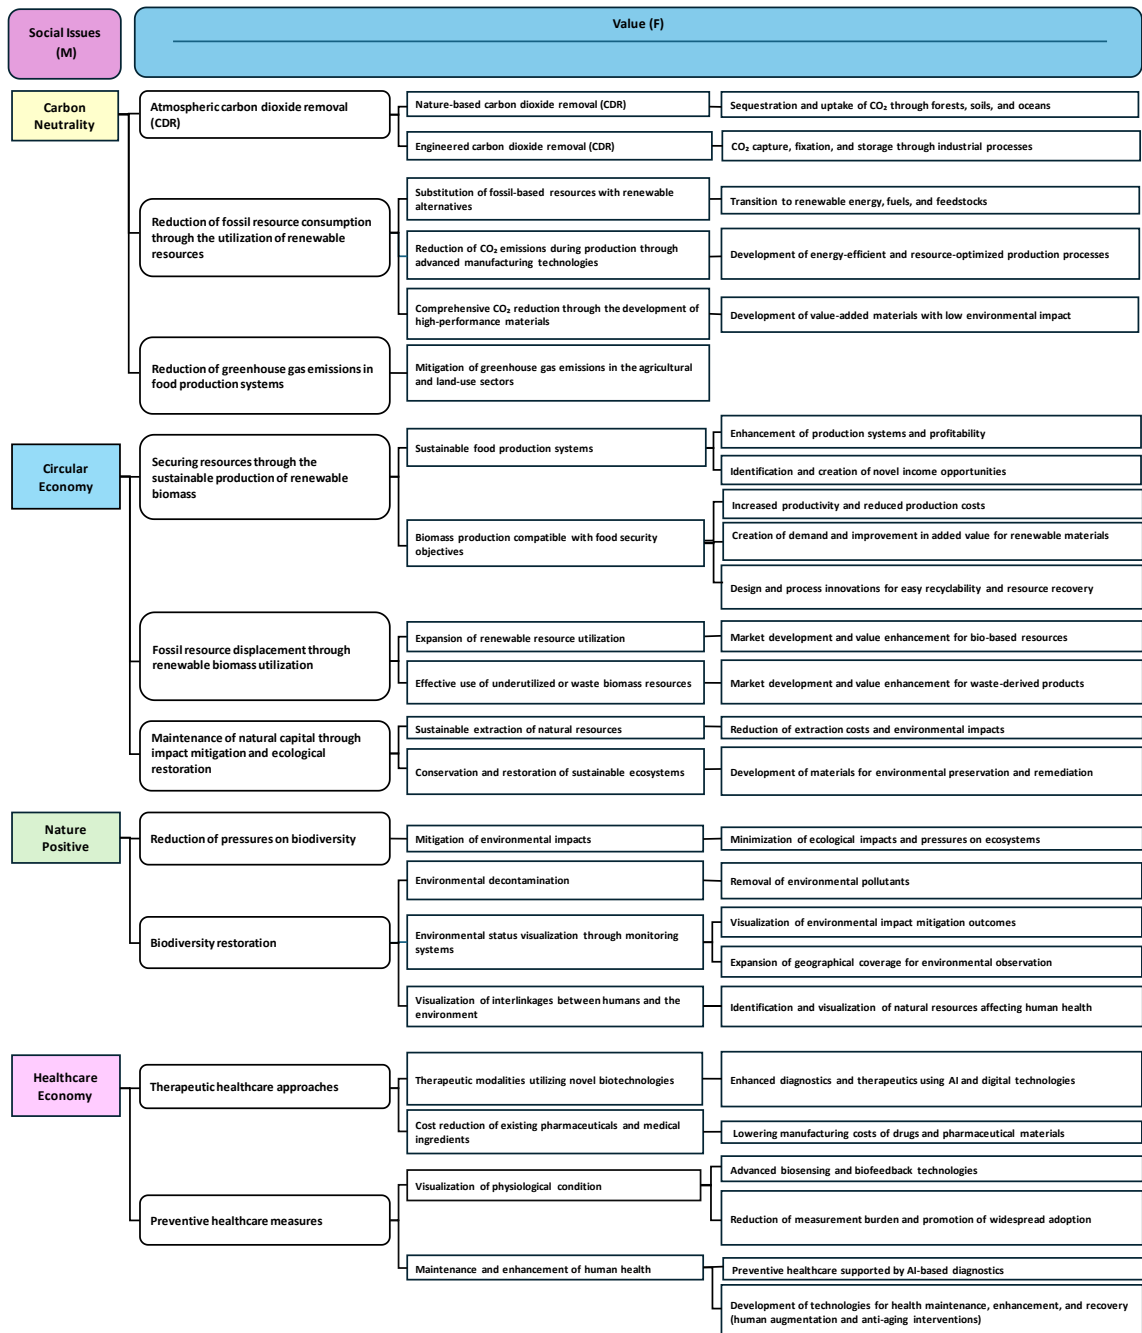 Social Issues
(M)
Value (F)
Carbon
Neutrality
Atmospheric carbon dioxide removal
(CDR)
Nature-based carbon dioxide removal (CDR)
Sequestration and uptake of CO₂ through forests, soils, and oceans
Engineered carbon dioxide removal (CDR)
CO₂ capture, fixation, and storage through industrial processes
Reduction of fossil resource consumption
through the utilization of renewable
resources
Substitution of fossil-based resources with renewable
alternatives
Transition to renewable energy, fuels, and feedstocks
Reduction of CO₂ emissions during production through
advanced manufacturing technologies
Development of energy-efficient and resource-optimized production processes
Comprehensive CO₂ reduction through the development of
high-performance materials
Development of value-added materials with low environmental impact
Reduction of greenhouse gas emissions in
food production systems
Mitigation of greenhouse gas emissions in the agricultural
and land-use sectors
Circular
Economy
Securing resources through the
sustainable production of renewable
biomass
Sustainable food production systems
Enhancement of production systems and profitability
Identification and creation of novel income opportunities
Biomass production compatible with food security
objectives
Increased productivity and reduced production costs
Creation of demand and improvement in added value for renewable materials
Design and process innovations for easy recyclability and resource recovery
Fossil resource displacement through
renewable biomass utilization
Expansion of renewable resource utilization
Market development and value enhancement for bio-based resources
Effective use of underutilized or waste biomass resources
Market development and value enhancement for waste-derived products
Maintenance of natural capital through
impact mitigation and ecological
restoration
Sustainable extraction of natural resources
Reduction of extraction costs and environmental impacts
Conservation and restoration of sustainable ecosystems
Development of materials for environmental preservation and remediation
Nature
Positive
Reduction of pressures on biodiversity
Mitigation of environmental impacts
Minimization of ecological impacts and pressures on ecosystems
Biodiversity restoration
Environmental decontamination
Removal of environmental pollutants
Environmental status visualization through monitoring
systems
Visualization of environmental impact mitigation outcomes
Expansion of geographical coverage for environmental observation
Visualization of interlinkages between humans and the
environment
Identification and visualization of natural resources affecting human health
Healthcare
Economy
Therapeutic healthcare approaches
Therapeutic modalities utilizing novel biotechnologies
Enhanced diagnostics and therapeutics using AI and digital technologies
Cost reduction of existing pharmaceuticals and medical
ingredients
Lowering manufacturing costs of drugs and pharmaceutical materials
Preventive healthcare measures
Visualization of physiological condition
Advanced biosensing and biofeedback technologies
Reduction of measurement burden and promotion of widespread adoption
Maintenance and enhancement of human health
Preventive healthcare supported by AI-based diagnostics
Development of technologies for health maintenance, enhancement, and recovery
(human augmentation and anti-aging interventions)